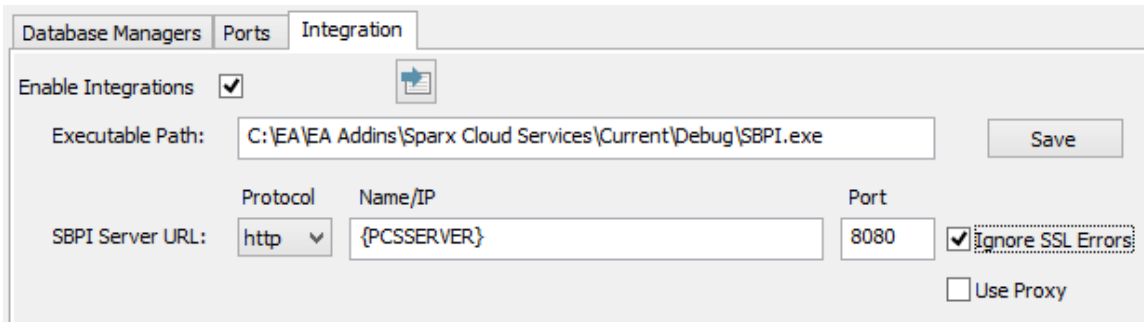 Database Managers Ports Integration
Enable Integrations
Executable Path: C:\EA\EA Addins\Sparx Cloud Services\Current\Debug\SBPI.exe Save
Protocol Name/IP Port
SBPI Server URL: http {PCSSERVER} 8080 Ignore SSL Errors
Use Proxy